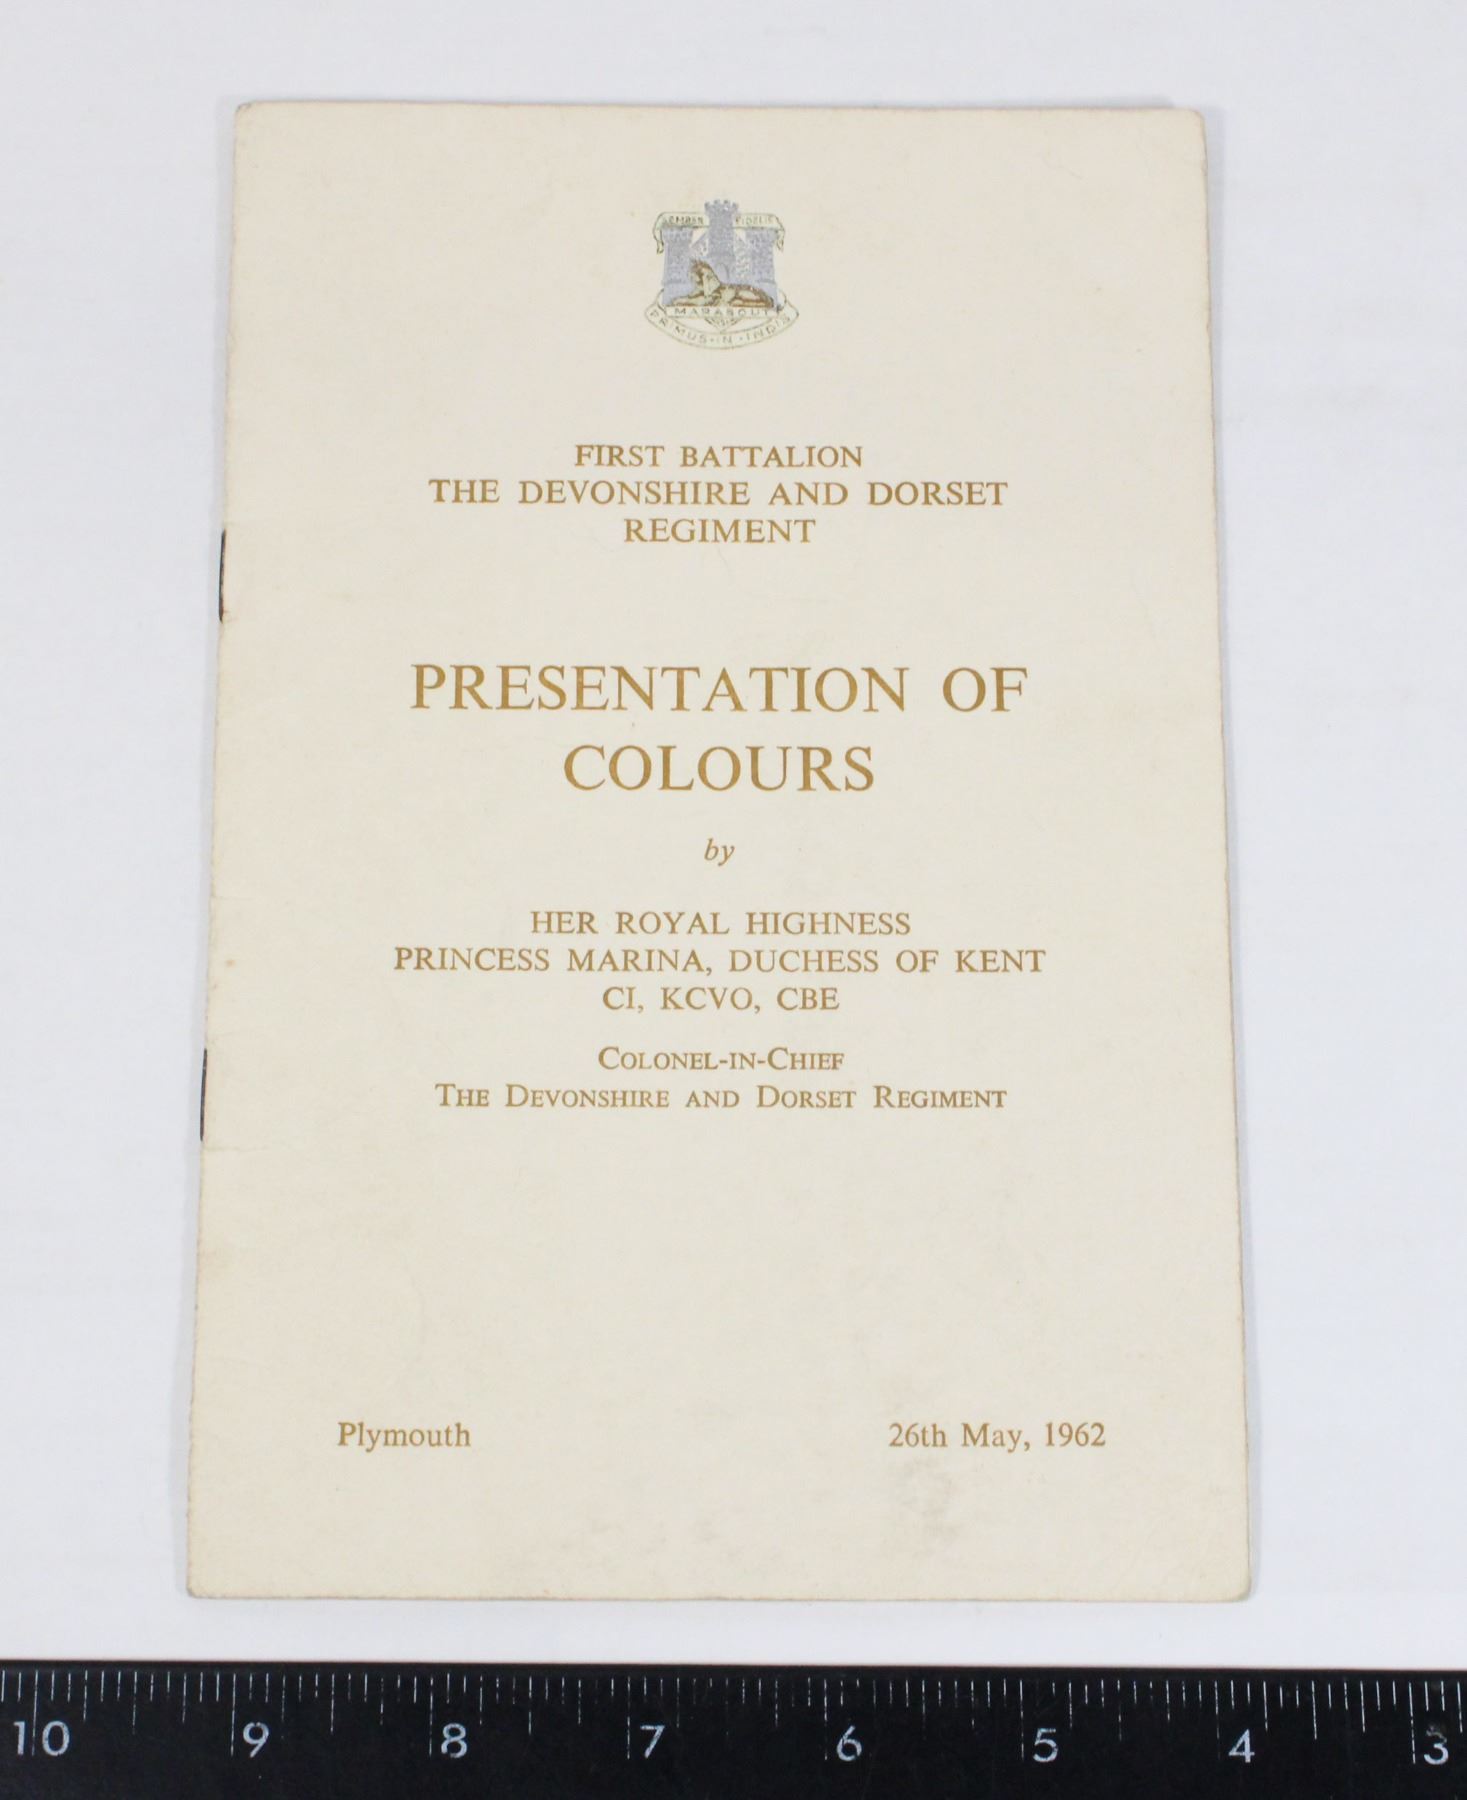 SEMPER FIDELIS
MARABOUT
PRIMUS·IN·INDIS
FIRST BATTALION
THE DEVONSHIRE AND DORSET
REGIMENT
PRESENTATION OF
COLOURS
by
HER ROYAL HIGHNESS
PRINCESS MARINA, DUCHESS OF KENT
CI, KCVO, CBE
COLONEL-IN-CHIEF
THE DEVONSHIRE AND DORSET REGIMENT
Plymouth 26th May, 1962
10 9 8 7 6 5 4 3